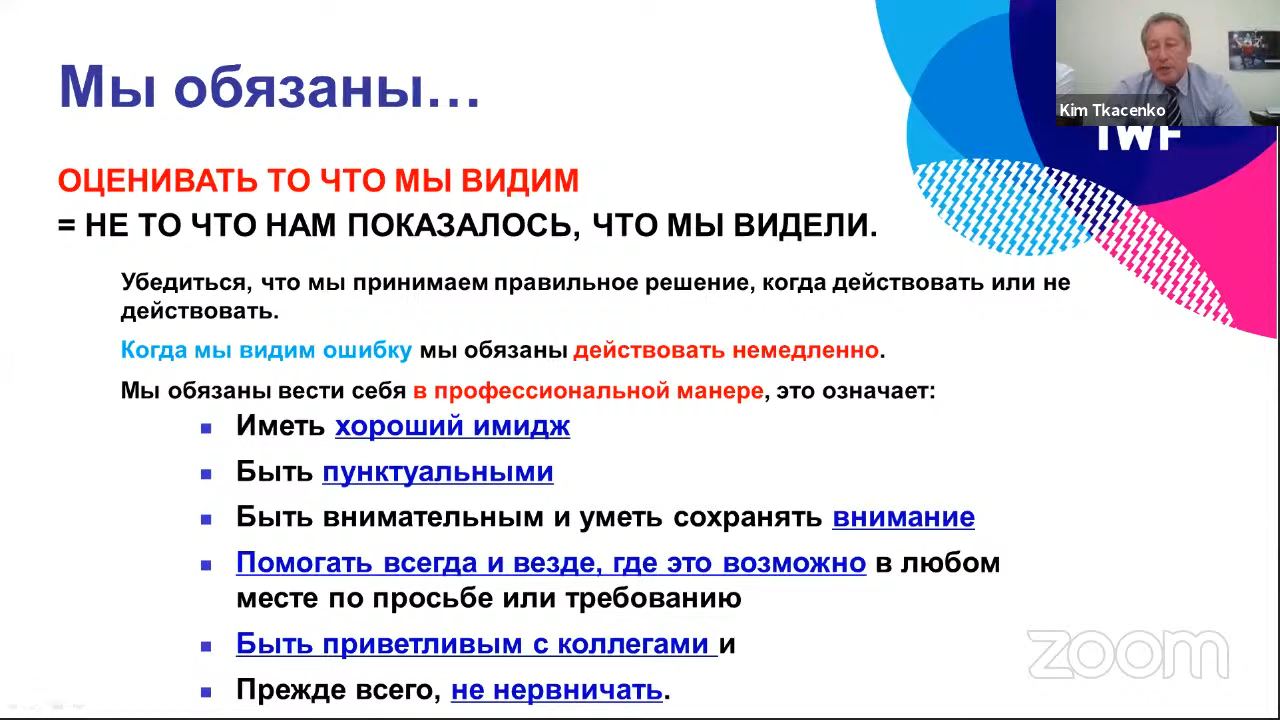 Мы обязаны…
Kim Tkacenko
IWF
ОЦЕНИВАТЬ ТО ЧТО МЫ ВИДИМ
= НЕ ТО ЧТО НАМ ПОКАЗАЛОСЬ, ЧТО МЫ ВИДЕЛИ.
Убедиться, что мы принимаем правильное решение, когда действовать или не
действовать.
Когда мы видим ошибку мы обязаны действовать немедленно.
Мы обязаны вести себя в профессиональной манере, это означает:
Иметь хороший имидж
Быть пунктуальными
Быть внимательным и уметь сохранять внимание
Помогать всегда и везде, где это возможно в любом
месте по просьбе или требованию
Быть приветливым с коллегами и
Прежде всего, не нервничать.
zoom